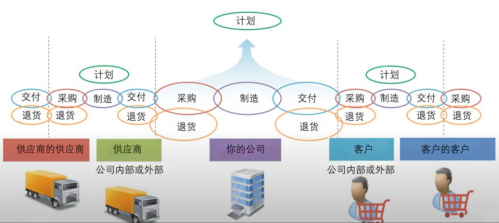 计划
计划
计划
交付 采购 制造 交付 采购 制造 交付 采购 制造 交付 采购
退货 退货 退货 退货 退货 退货 退货 退货
供应商的供应商 供应商 你的公司 客户 客户的客户
公司内部或外部 公司内部或外部